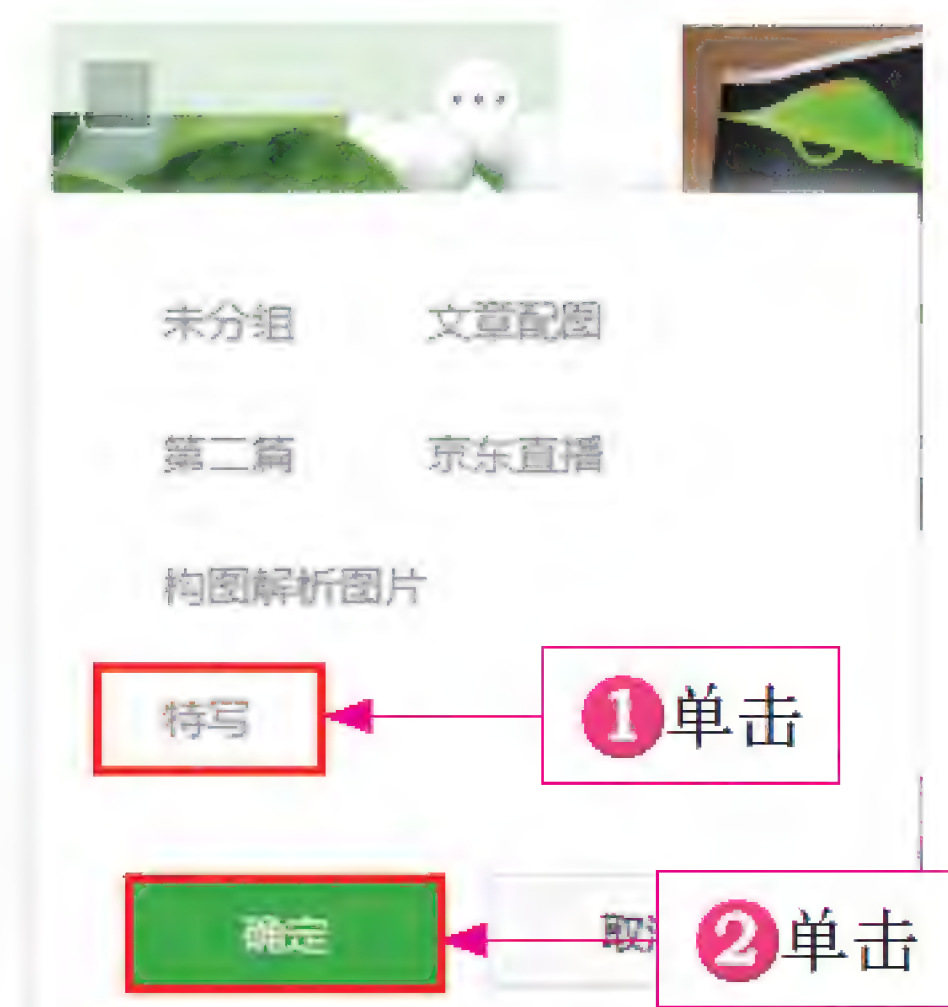 未分组 文章配图
第二篇 京东直播
构图解析图片
特写 ❶单击
确定 取 ❷单击